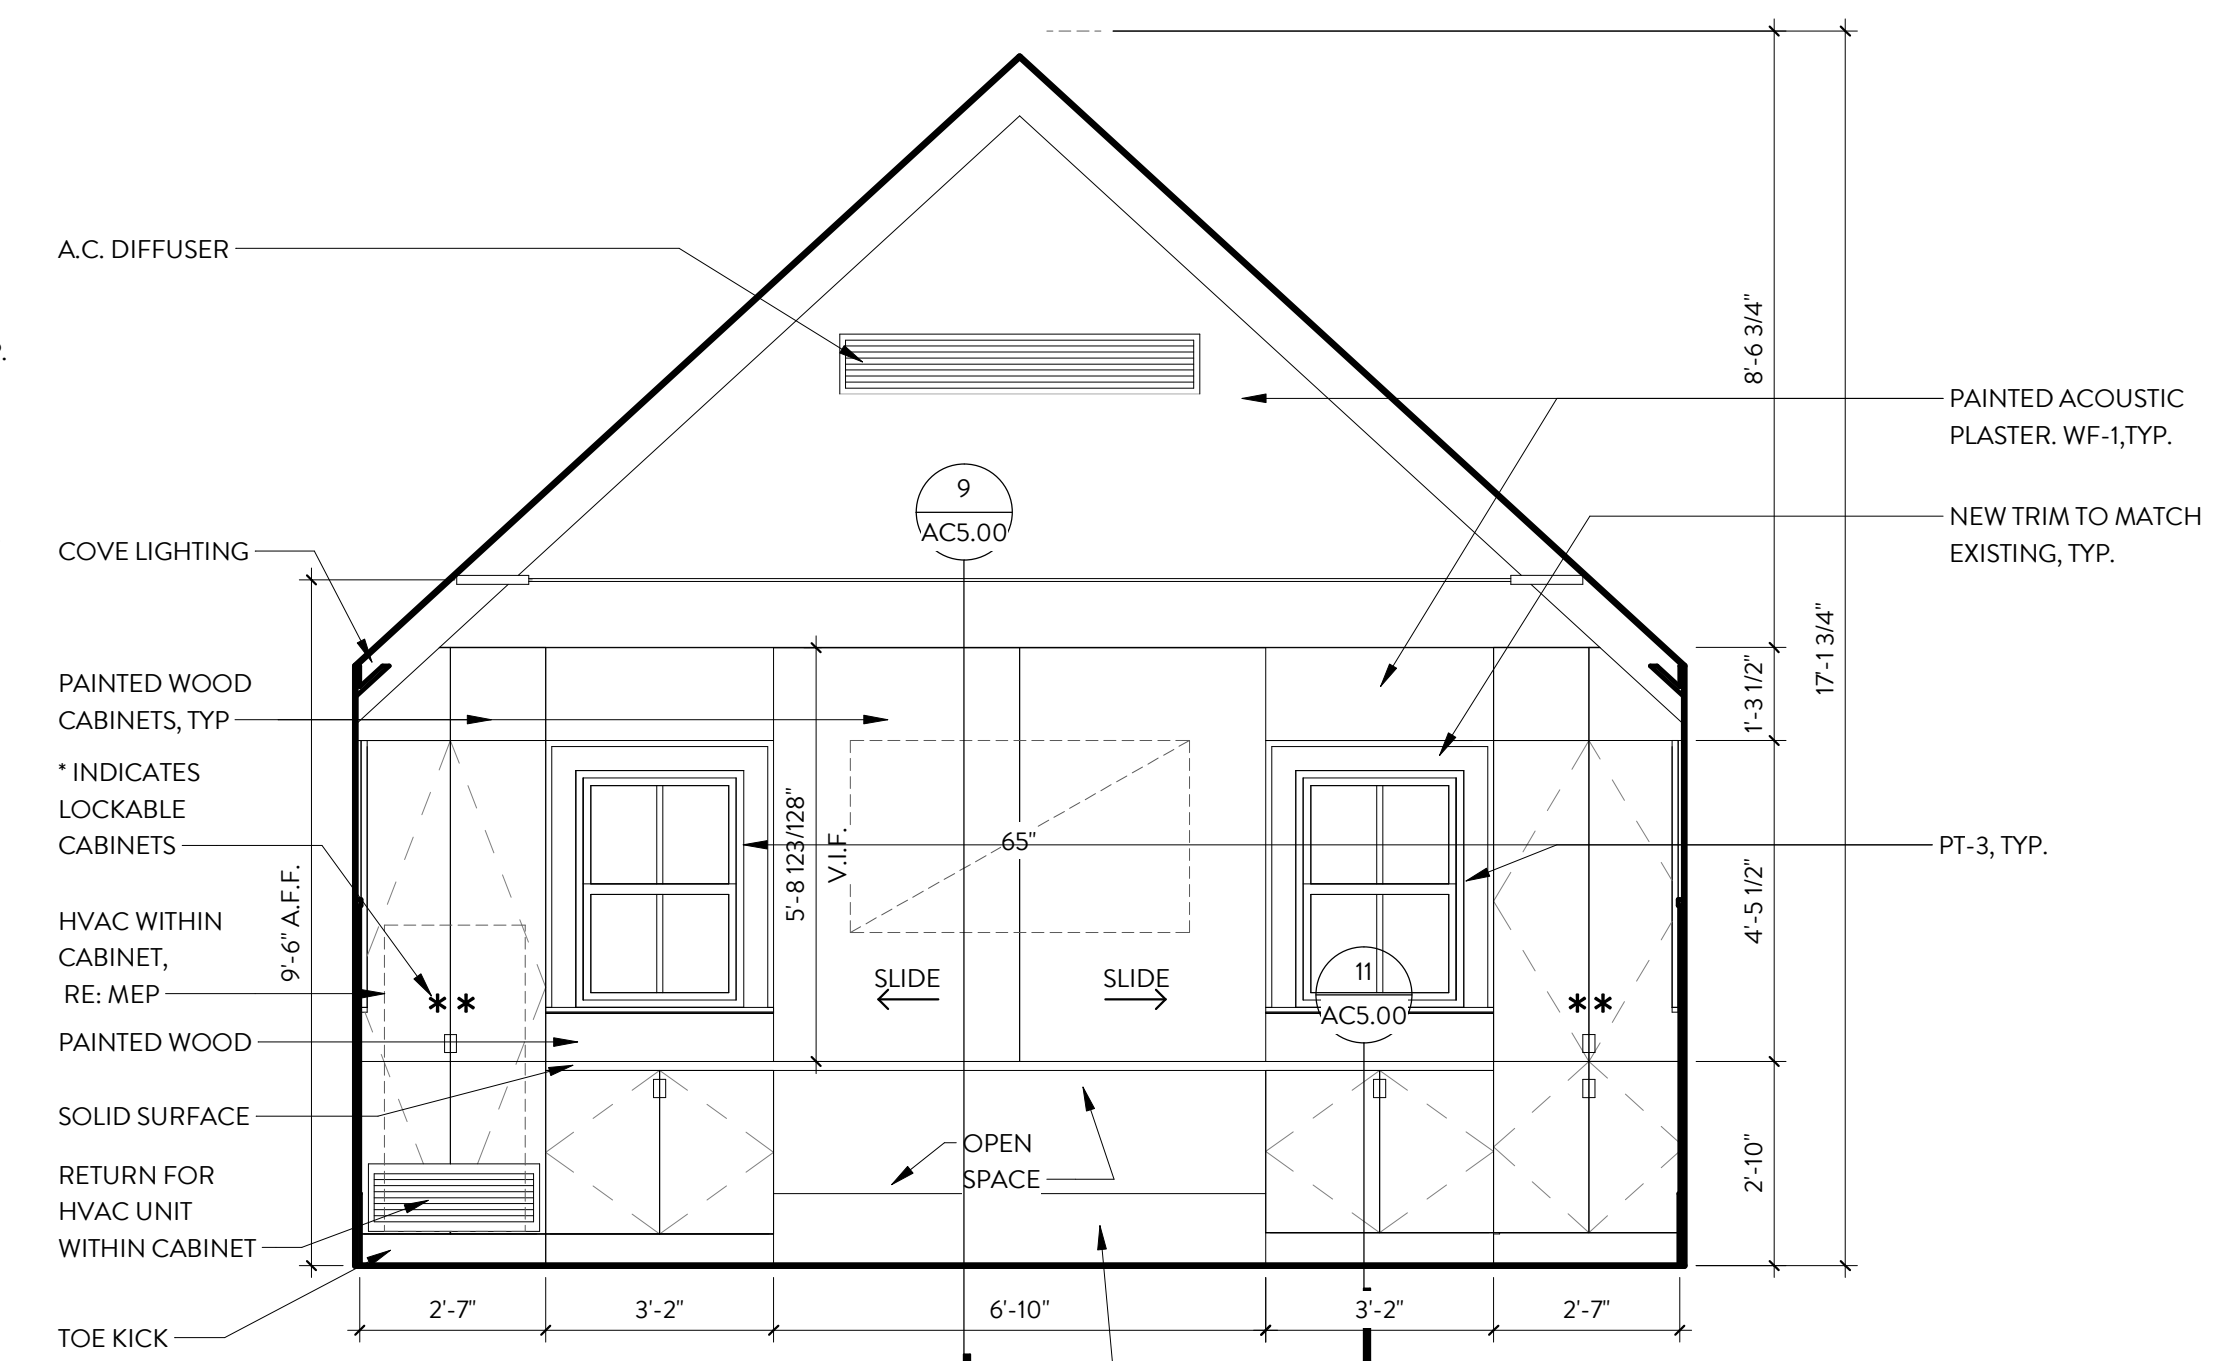 A.C. DIFFUSER
COVE LIGHTING
PAINTED WOOD
CABINETS, TYP
* INDICATES
LOCKABLE
CABINETS
HVAC WITHIN
CABINET,
RE: MEP
PAINTED WOOD
SOLID SURFACE
RETURN FOR
HVAC UNIT
WITHIN CABINET
TOE KICK
9'-6" A.F.F.
9
AC5.00
5'-8 123/128"
V.I.F.
65"
SLIDE
SLIDE
**
**
11
AC5.00
OPEN
SPACE
2'-7"
3'-2"
6'-10"
3'-2"
2'-7"
8'-6 3/4"
1'-3 1/2"
4'-5 1/2"
2'-10"
17'-1 3/4"
PAINTED ACOUSTIC
PLASTER. WF-1,TYP.
NEW TRIM TO MATCH
EXISTING, TYP.
PT-3, TYP.